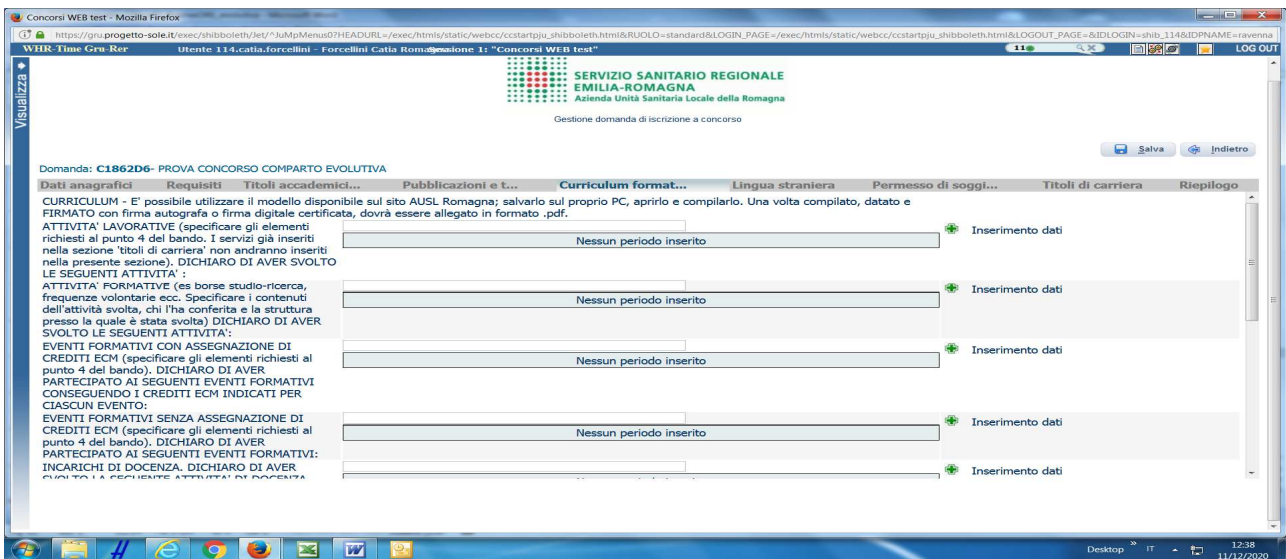 Concorsi WEB test - Mozilla Firefox
https://gru.progetto-sole.it/exec/shibboleth/Jet/^JuMpMenus0?HEADURL=/exec/htmls/static/webcc/ccstartpju_shibboleth.html&RUOLO=standard&LOGIN_PAGE=/exec/htmls/static/webcc/ccstartpju_shibboleth.html&LOGOUT_PAGE=&IDLOGIN=shib_114&IDPNAME=ravenna
WHR-Time Gru-Rer Utente 114.catia.forcellini - Forcellini Catia Sessione 1: "Concorsi WEB test" 11 LOG OUT
Visualizza
SERVIZIO SANITARIO REGIONALE
EMILIA-ROMAGNA
Azienda Unità Sanitaria Locale della Romagna
Gestione domanda di iscrizione a concorso
Salva Indietro
Domanda: C1862D6- PROVA CONCORSO COMPARTO EVOLUTIVA
Dati anagrafici Requisiti Titoli accademici... Pubblicazioni e t... Curriculum format... Lingua straniera Permesso di soggi... Titoli di carriera Riepilogo
CURRICULUM - E' possibile utilizzare il modello disponibile sul sito AUSL Romagna; salvarlo sul proprio PC, aprirlo e compilarlo. Una volta compilato, datato e
FIRMATO con firma autografa o firma digitale certificata, dovrà essere allegato in formato .pdf.
ATTIVITA' LAVORATIVE (specificare gli elementi
richiesti al punto 4 del bando. I servizi già inseriti
nella sezione 'titoli di carriera' non andranno inseriti
nella presente sezione). DICHIARO DI AVER SVOLTO
LE SEGUENTI ATTIVITA' :
Nessun periodo inserito
Inserimento dati
ATTIVITA' FORMATIVE (es borse studio-ricerca,
frequenze volontarie ecc. Specificare i contenuti
dell'attività svolta, chi l'ha conferita e la struttura
presso la quale è stata svolta) DICHIARO DI AVER
SVOLTO LE SEGUENTI ATTIVITA':
Nessun periodo inserito
Inserimento dati
EVENTI FORMATIVI CON ASSEGNAZIONE DI
CREDITI ECM (specificare gli elementi richiesti al
punto 4 del bando). DICHIARO DI AVER
PARTECIPATO AI SEGUENTI EVENTI FORMATIVI
CONSEGUENDO I CREDITI ECM INDICATI PER
CIASCUN EVENTO:
Nessun periodo inserito
Inserimento dati
EVENTI FORMATIVI SENZA ASSEGNAZIONE DI
CREDITI ECM (specificare gli elementi richiesti al
punto 4 del bando). DICHIARO DI AVER
PARTECIPATO AI SEGUENTI EVENTI FORMATIVI:
Nessun periodo inserito
Inserimento dati
INCARICHI DI DOCENZA. DICHIARO DI AVER
SVOLTO LA SEGUENTE ATTIVITA' DI DOCENZA
Inserimento dati
Desktop IT 12:38
11/12/2020